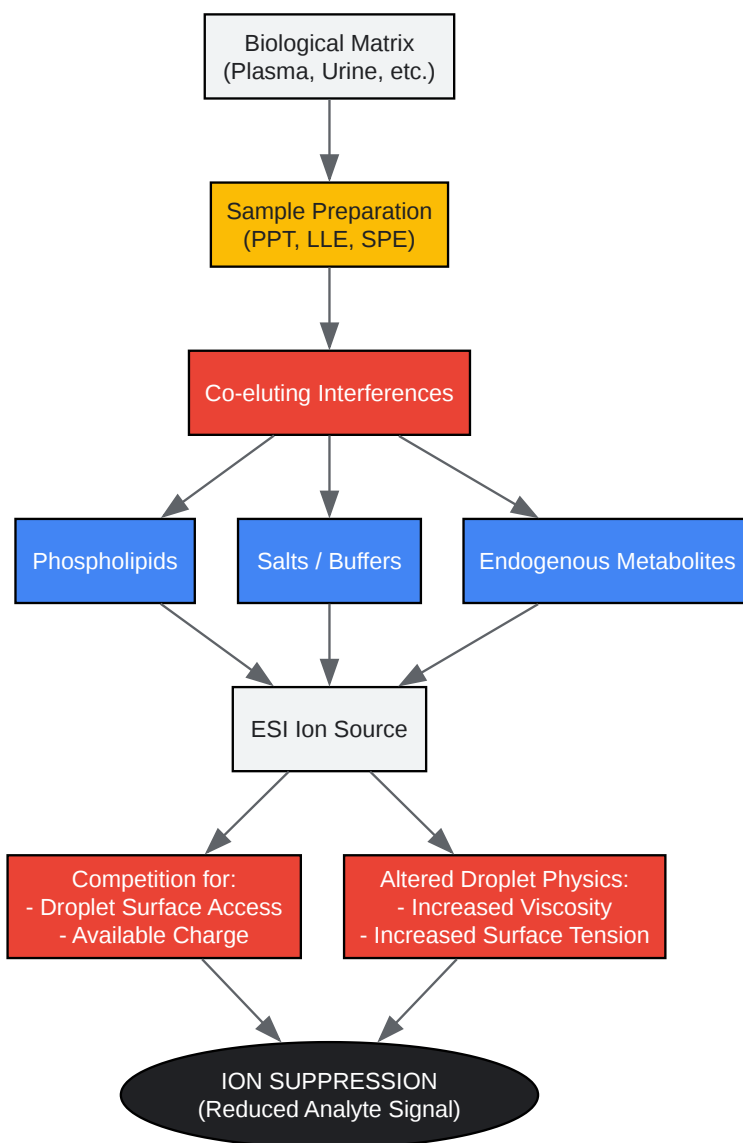 Biological Matrix
(Plasma, Urine, etc.)
Sample Preparation
(PPT, LLE, SPE)
Co-eluting Interferences
Phospholipids
Salts / Buffers
Endogenous Metabolites
ESI Ion Source
Competition for:
- Droplet Surface Access
- Available Charge
Altered Droplet Physics:
- Increased Viscosity
- Increased Surface Tension
ION SUPPRESSION
(Reduced Analyte Signal)